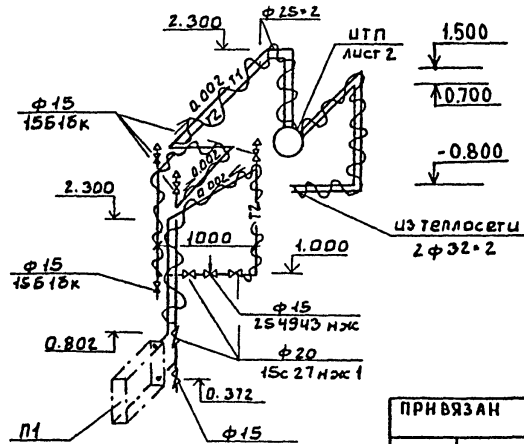 2.300
ф25×2
ИТП
лист 2
1.500
0.700
-0.800
из теплосети
2ф32×2
ф15
15Б1бк
0.002
Т1
Т2
0.002
0.002
2.300
Т2
1000
1.000
ф15
15Б1бк
ф15
254943нж
0.802
ф20
15с27нж1
0.372
П1
ф15
ПРИВЯЗАН